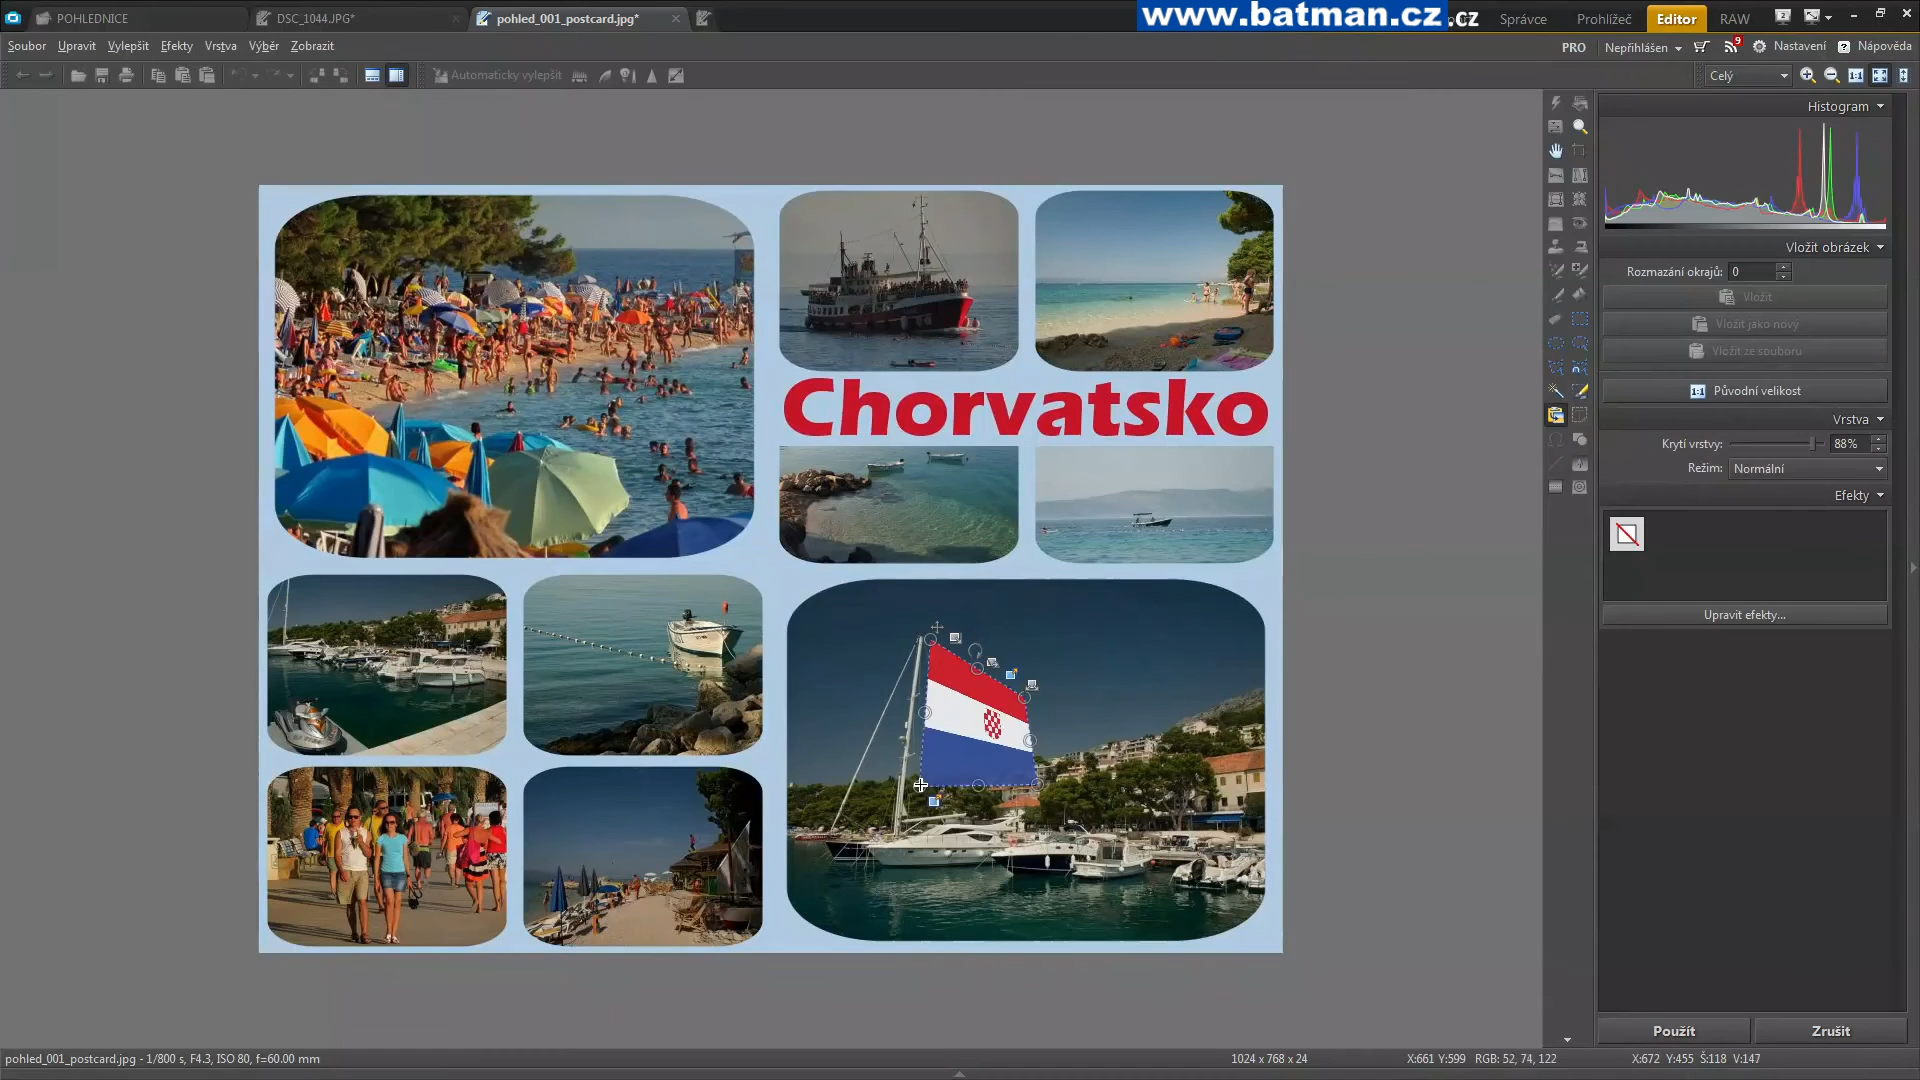 POHLEDNICE
DSC_1044.JPG*
pohled_001_postcard.jpg*
www.batman.cz
.cz
Správce
Prohlížeč
Editor
RAW
Soubor
Upravit
Vylepšit
Efekty
Vrstva
Výběr
Zobrazit
PRO
Nepřihlášen
9
Nastavení
Nápověda
Automaticky vylepšit
Celý
Histogram
Vložit obrázek
Rozmazání okrajů: 0
Vložit
Vložit jako nový
Vložit ze souboru
Původní velikost
Vrstva
Krytí vrstvy: 88%
Režim: Normální
Efekty
Upravit efekty...
Chorvatsko
Použít
Zrušit
pohled_001_postcard.jpg - 1/800 s, F4.3, ISO 80, f=60.00 mm
1024 x 768 x 24
X:661 Y:599 RGB: 52, 74, 122
X:672 Y:455 Š:118 V:147